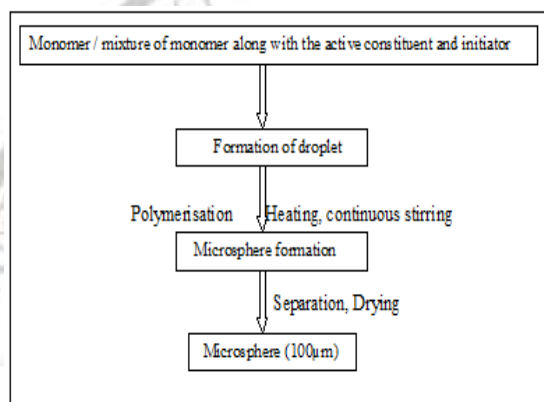 Monomer / mixture of monomer along with the active constituent and initiator
Formation of droplet
Polymerisation Heating, continuous stirring
Microsphere formation
Separation, Drying
Microsphere (100µm)